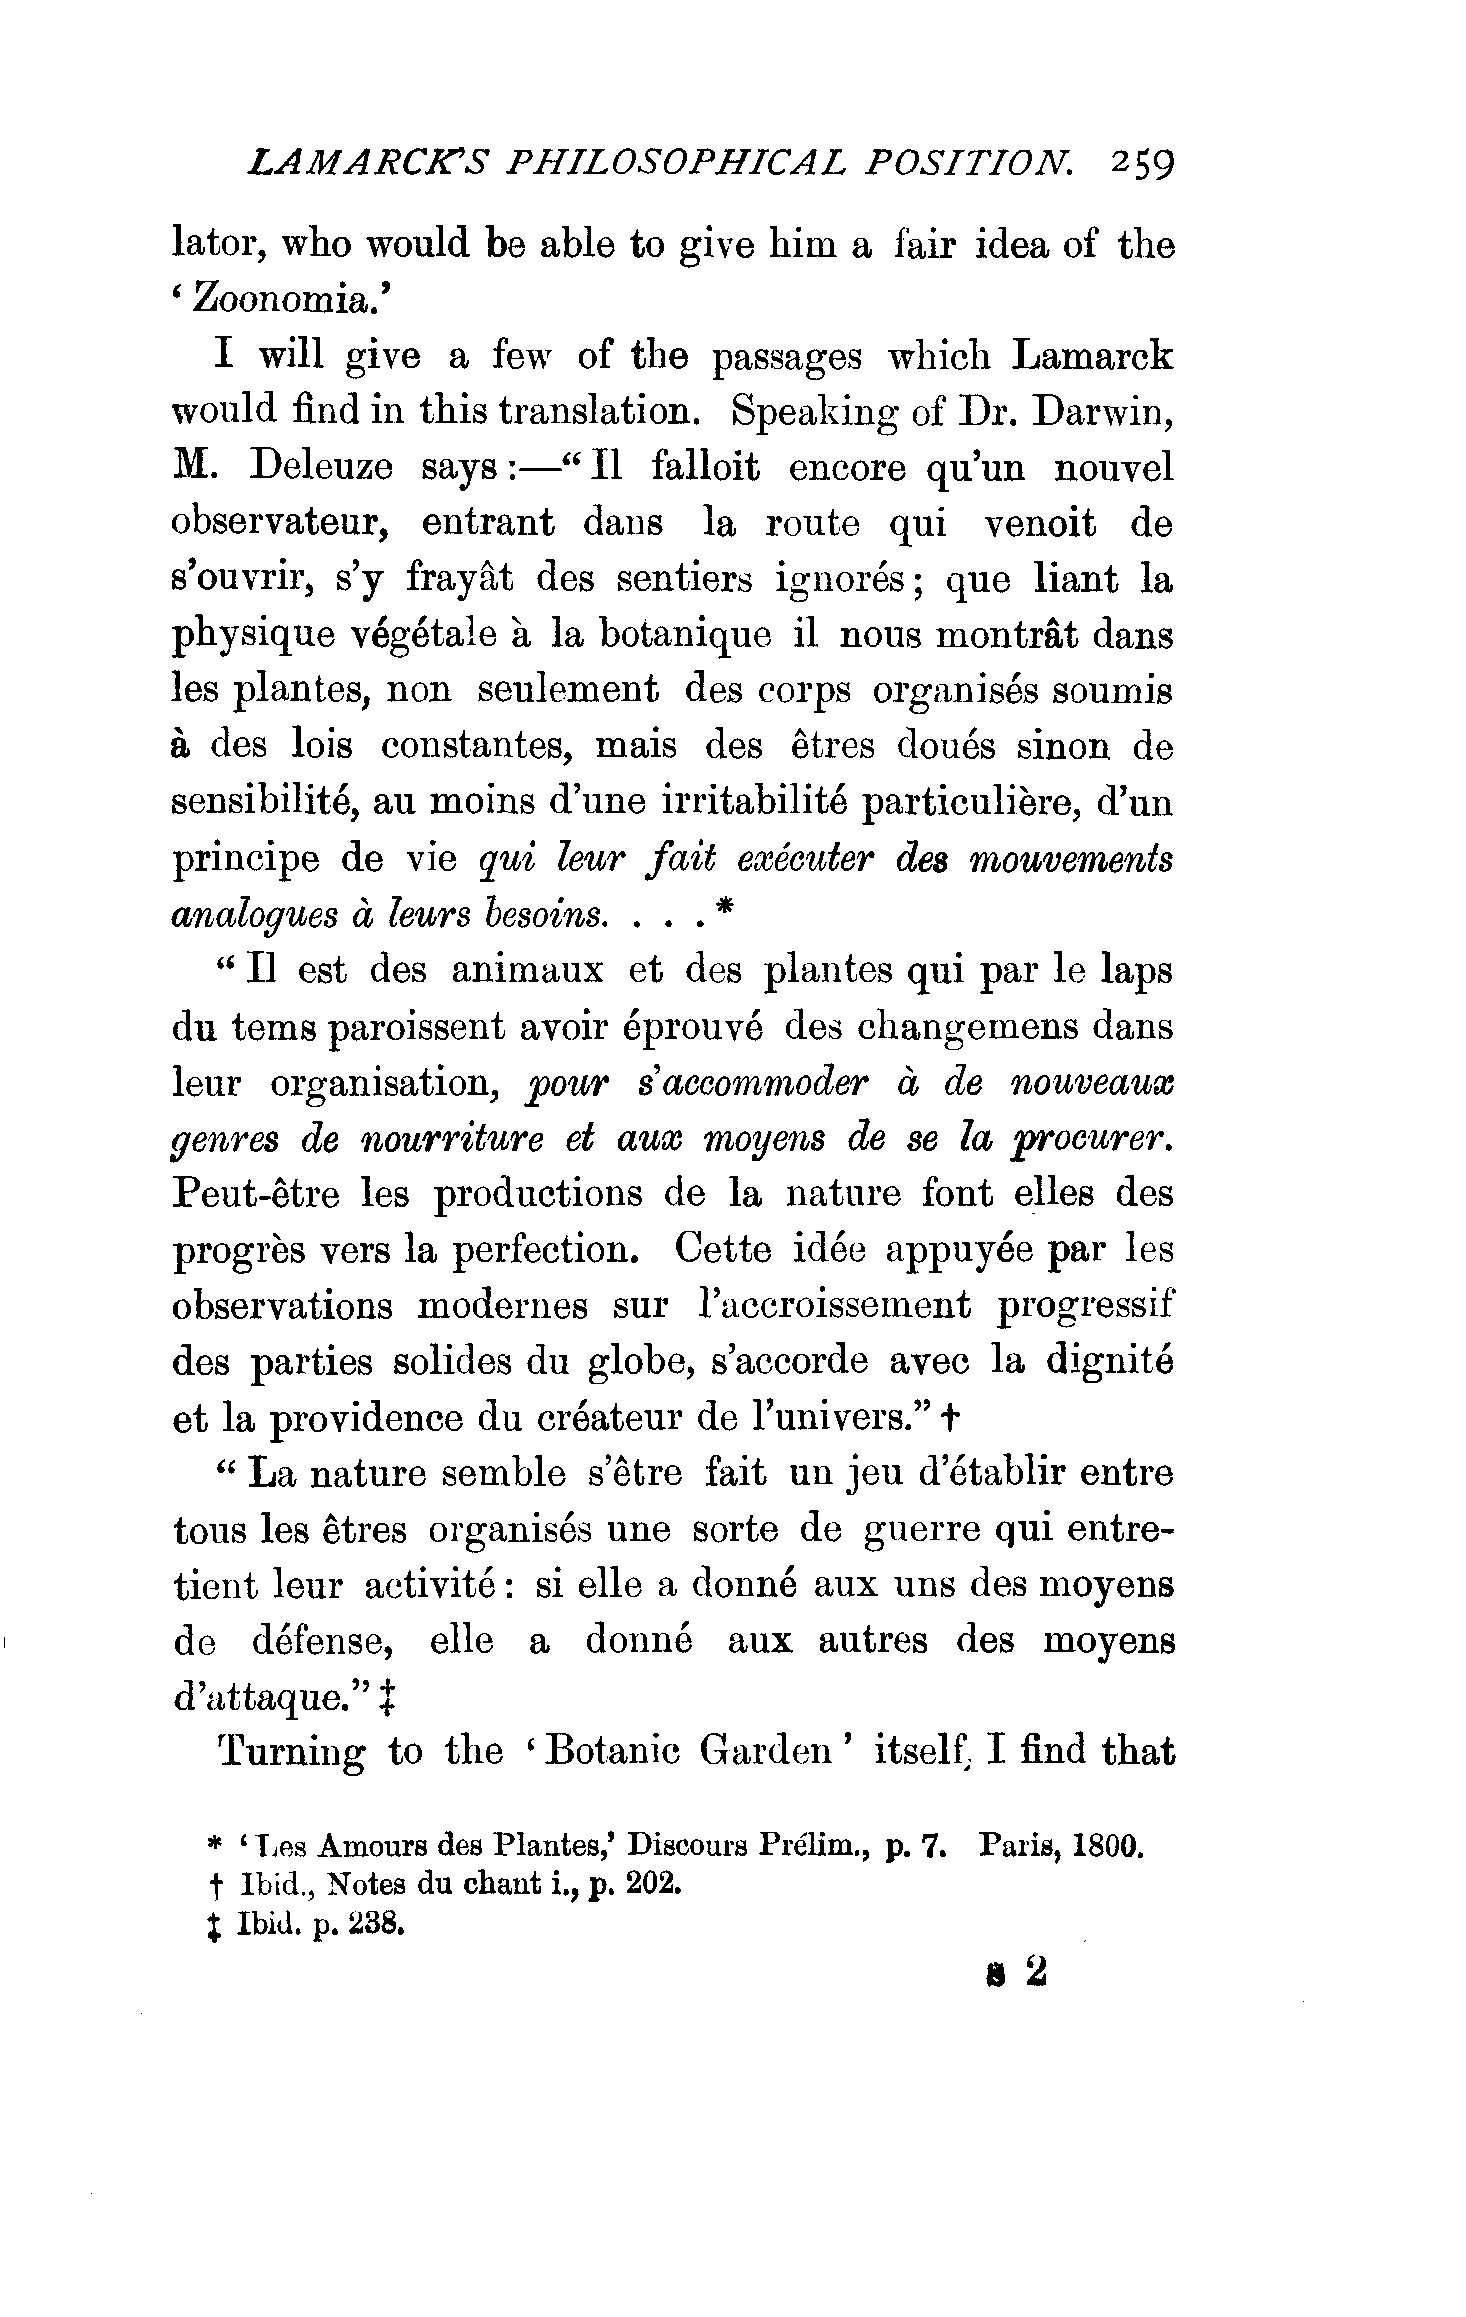 LAMARCK'S PHILOSOPHICAL POSITION. 259
lator, who would be able to give him a fair idea of the
‘Zoonomia.’
I will give a few of the passages which Lamarck
would find in this translation. Speaking of Dr. Darwin,
M. Deleuze says:—“Il falloit encore qu'un nouvel
observateur, entrant dans la route qui venoit de
s'ouvrir, s'y frayât des sentiers ignorés; que liant la
physique végétale à la botanique il nous montrât dans
les plantes, non seulement des corps organisés soumis
à des lois constantes, mais des êtres doués sinon de
sensibilité, au moins d'une irritabilité particulière, d'un
principe de vie qui leur fait exécuter des mouvements
analogues à leurs besoins. . . . *
“Il est des animaux et des plantes qui par le laps
du tems paroissent avoir éprouvé des changemens dans
leur organisation, pour s'accommoder à de nouveaux
genres de nourriture et aux moyens de se la procurer.
Peut-être les productions de la nature font elles des
progrès vers la perfection. Cette idée appuyée par les
observations modernes sur l'accroissement progressif
des parties solides du globe, s'accorde avec la dignité
et la providence du créateur de l'univers.” †
“La nature semble s'être fait un jeu d'établir entre
tous les êtres organisés une sorte de guerre qui entre-
tient leur activité: si elle a donné aux uns des moyens
de défense, elle a donné aux autres des moyens
d'attaque.” ‡
Turning to the ‘Botanic Garden’ itself, I find that
* ‘Les Amours des Plantes,’ Discours Prélim., p. 7. Paris, 1800.
† Ibid., Notes du chant i., p. 202.
‡ Ibid. p. 238.
s 2